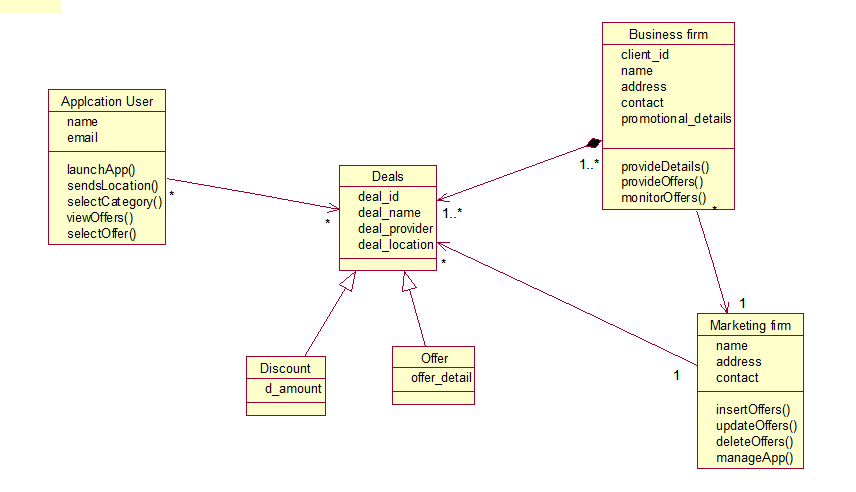 Applcation User
name
email
launchApp()
sendsLocation()
selectCategory()
viewOffers()
selectOffer()
*
*
Deals
deal_id
deal_name
deal_provider
deal_location
1..*
1..*
*
Business firm
client_id
name
address
contact
promotional_details
provideDetails()
provideOffers()
monitorOffers()
*
1
1
Marketing firm
name
address
contact
insertOffers()
updateOffers()
deleteOffers()
manageApp()
Discount
d_amount
Offer
offer_detail